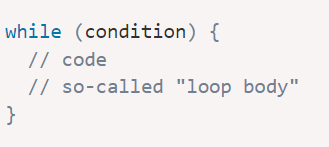 while (condition) {
  // code
  // so-called "loop body"
}